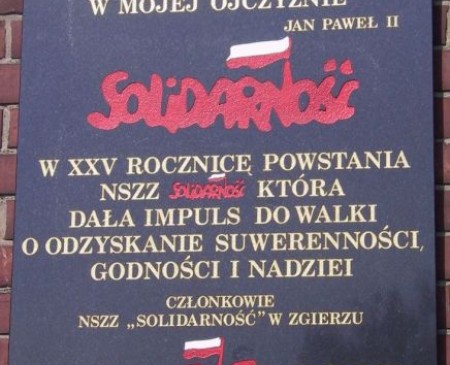 W MOJEJ OJCZYŹNIE
JAN PAWEŁ II
SOLIDARNOŚĆ
W XXV ROCZNICĘ POWSTANIA
NSZZ SOLIDARNOŚĆ KTÓRA
DAŁA IMPULS DO WALKI
O ODZYSKANIE SUWERENNOŚCI,
GODNOŚCI I NADZIEI
CZŁONKOWIE
NSZZ „SOLIDARNOŚĆ” W ZGIERZU